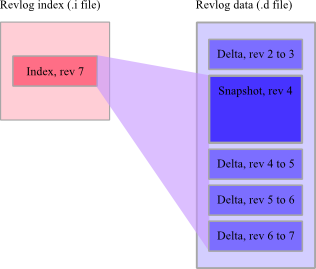 Revlog index (.i file)
Revlog data (.d file)
Index, rev 7
Delta, rev 2 to 3
Snapshot, rev 4
Delta, rev 4 to 5
Delta, rev 5 to 6
Delta, rev 6 to 7